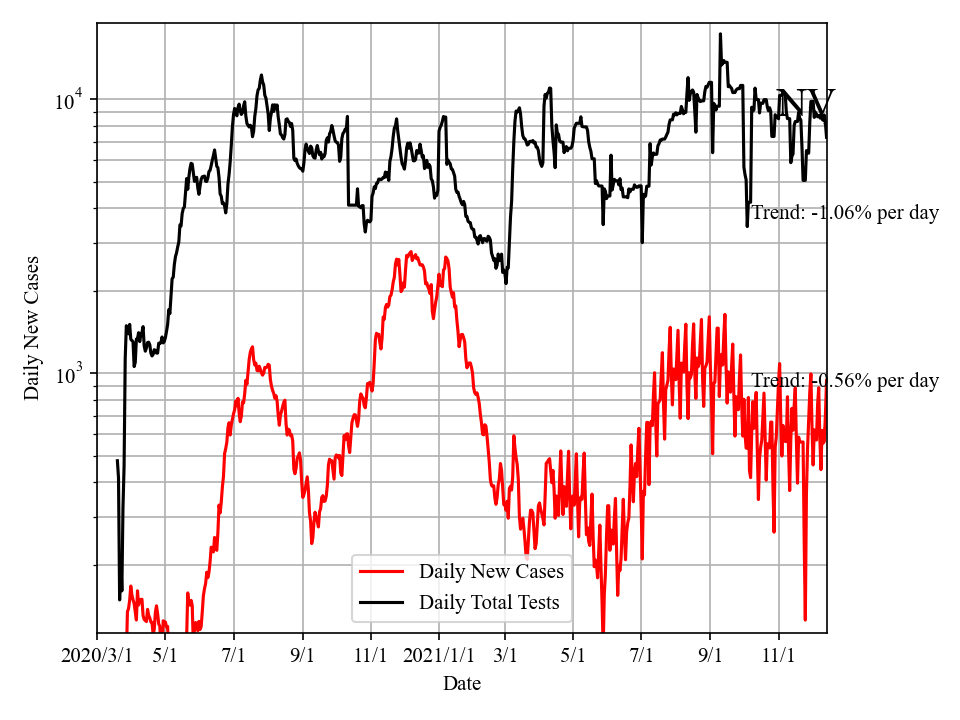 NV
10^4
Trend: -1.06% per day
Daily New Cases
10^3
Trend: -0.56% per day
Daily New Cases
Daily Total Tests
2020/3/1 5/1 7/1 9/1 11/1 2021/1/1 3/1 5/1 7/1 9/1 11/1
Date